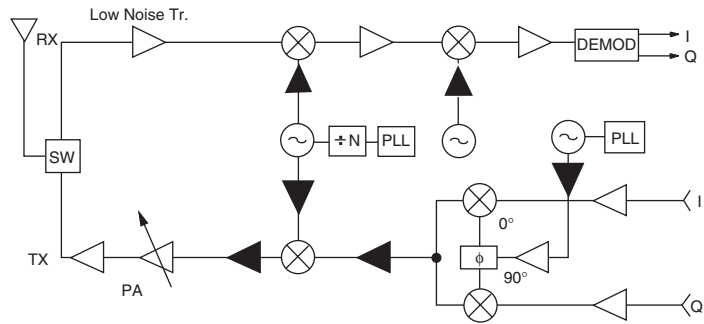 Low Noise Tr.
RX
DEMOD
I
Q
÷N
PLL
PLL
SW
0°
I
TX
ϕ
90°
PA
Q